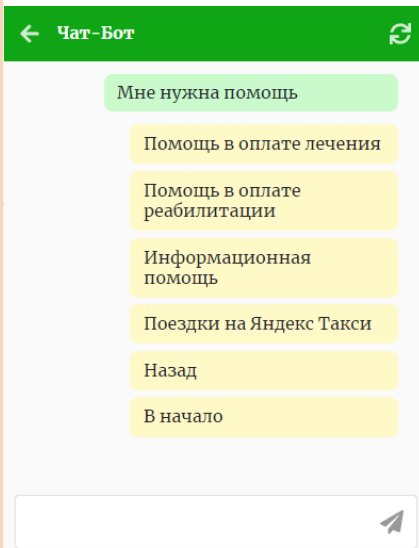 Чат-Бот
Мне нужна помощь
Помощь в оплате лечения
Помощь в оплате
реабилитации
Информационная
помощь
Поездки на Яндекс Такси
Назад
В начало